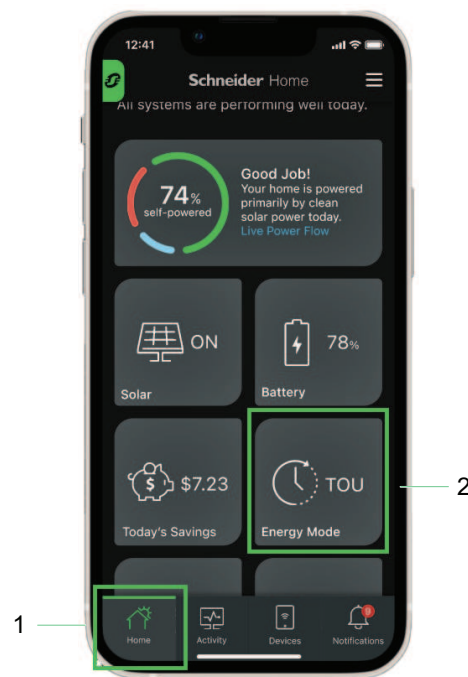 12:41
Schneider Home
All systems are performing well today.
74%
self-powered
Good Job!
Your home is powered
primarily by clean
solar power today.
Live Power Flow
ON
Solar
78%
Battery
$7.23
Today's Savings
TOU
Energy Mode
2
1
Home
Activity
Devices
9
Notifications